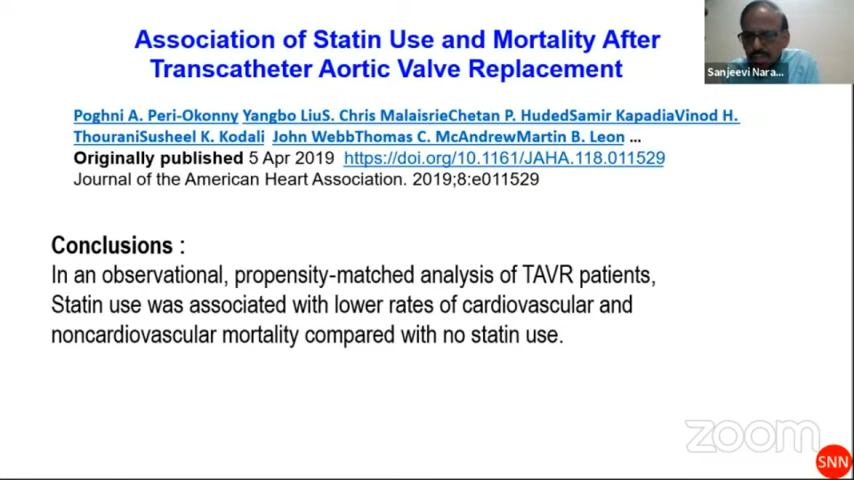 Association of Statin Use and Mortality After
Transcatheter Aortic Valve Replacement
Sanjeevi Nara...
Poghni A. Peri-Okonny Yangbo LiuS. Chris MalaisrieChetan P. HudedSamir KapadiaVinod H.
ThouraniSusheel K. Kodali John WebbThomas C. McAndrewMartin B. Leon ...
Originally published 5 Apr 2019 https://doi.org/10.1161/JAHA.118.011529
Journal of the American Heart Association. 2019;8:e011529
Conclusions :
In an observational, propensity-matched analysis of TAVR patients,
Statin use was associated with lower rates of cardiovascular and
noncardiovascular mortality compared with no statin use.
zoom
SNN